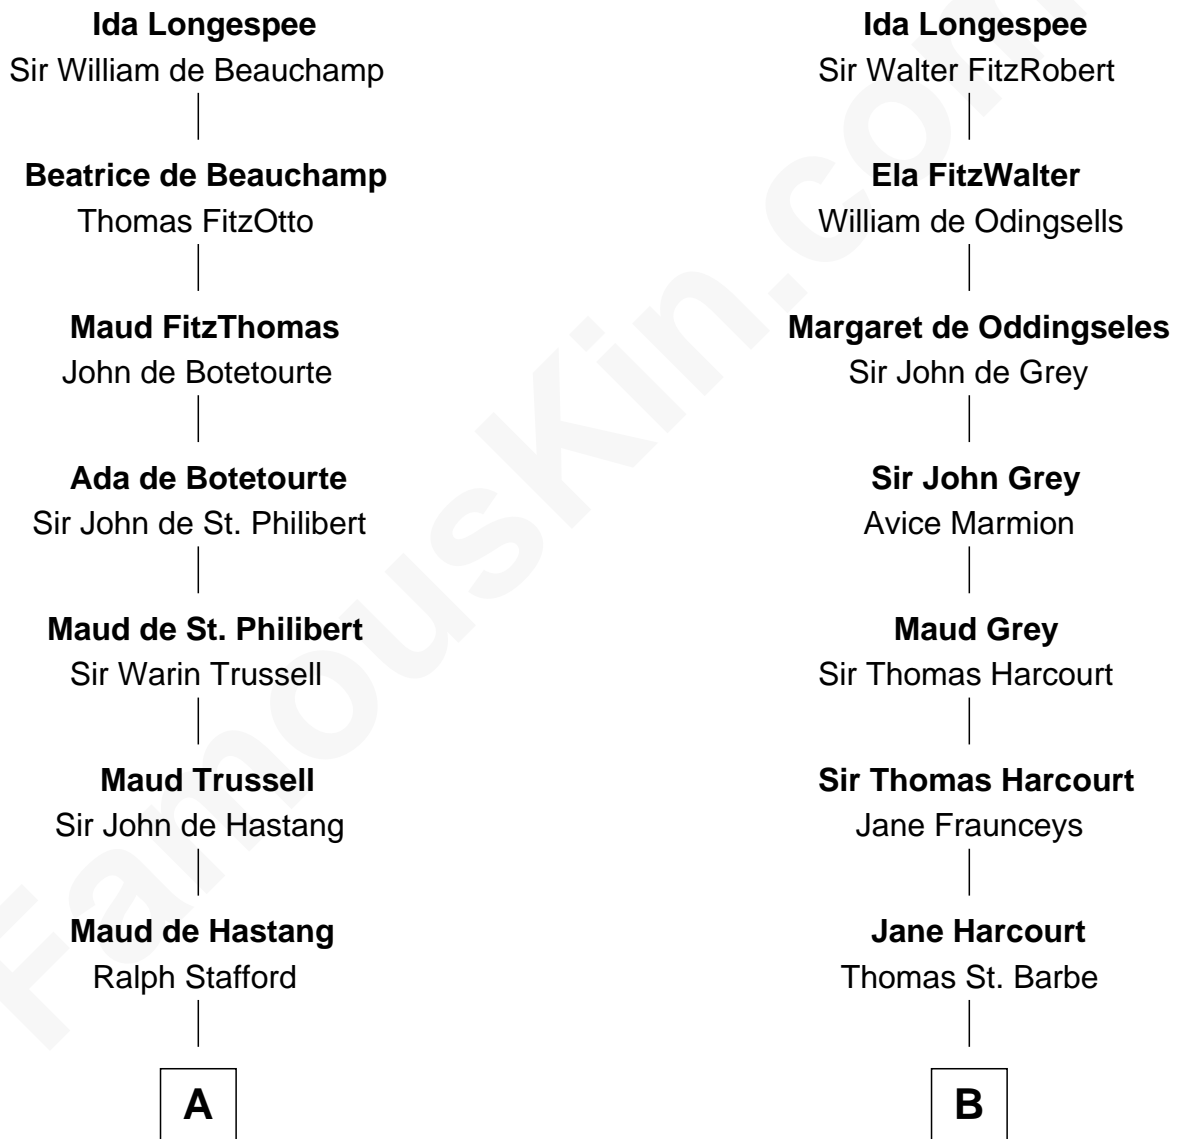 Ida Longespee
Sir William de Beauchamp
Beatrice de Beauchamp
Thomas FitzOtto
Maud FitzThomas
John de Botetourte
Ada de Botetourte
Sir John de St. Philibert
Maud de St. Philibert
Sir Warin Trussell
Maud Trussell
Sir John de Hastang
Maud de Hastang
Ralph Stafford
A
Ida Longespee
Sir Walter FitzRobert
Ela FitzWalter
William de Odingsells
Margaret de Oddingseles
Sir John de Grey
Sir John Grey
Avice Marmion
Maud Grey
Sir Thomas Harcourt
Sir Thomas Harcourt
Jane Fraunceys
Jane Harcourt
Thomas St. Barbe
B
FamousKin.com